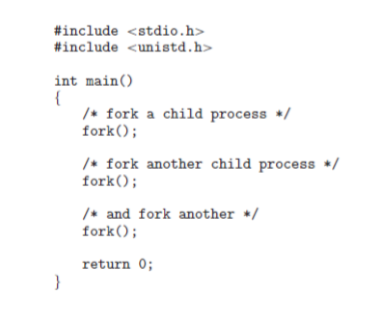 #include <stdio.h>
#include <unistd.h>
int main()
{
/* fork a child process */
fork();
/* fork another child process */
fork();
/* and fork another */
fork();
return 0;
}